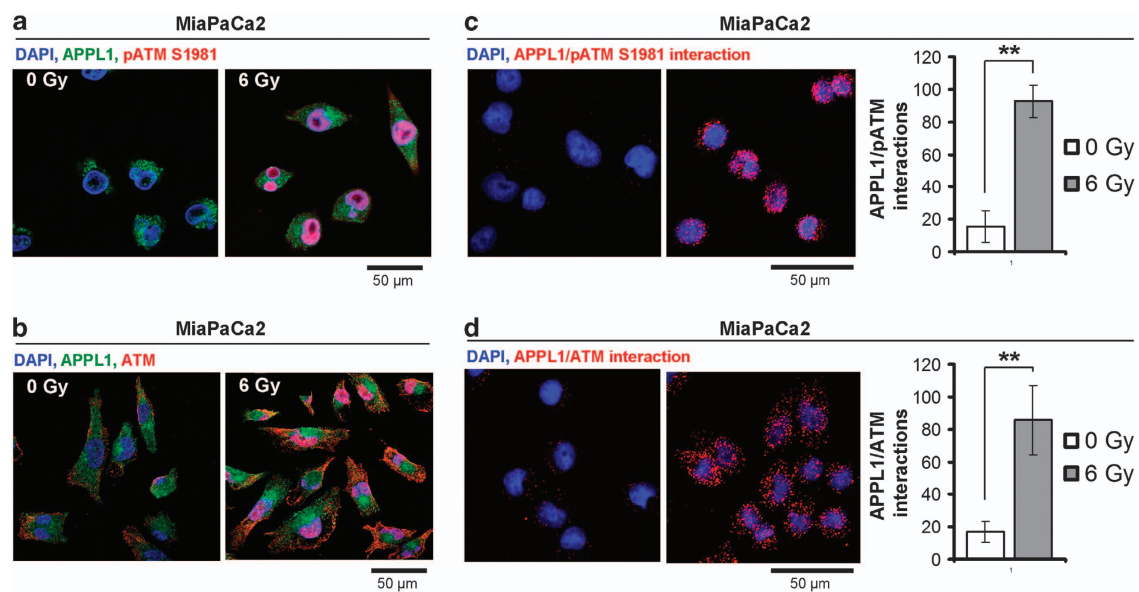 a
MiaPaCa2
DAPI, APPL1, pATM S1981
0 Gy
6 Gy
50 µm
b
MiaPaCa2
DAPI, APPL1, ATM
0 Gy
6 Gy
50 µm
c
MiaPaCa2
DAPI, APPL1/pATM S1981 interaction
APPL1/pATM
interactions
120
100
80
60
40
20
0
**
1
0 Gy
6 Gy
50 µm
d
MiaPaCa2
DAPI, APPL1/ATM interaction
APPL1/ATM
interactions
120
100
80
60
40
20
0
**
1
0 Gy
6 Gy
50 µm